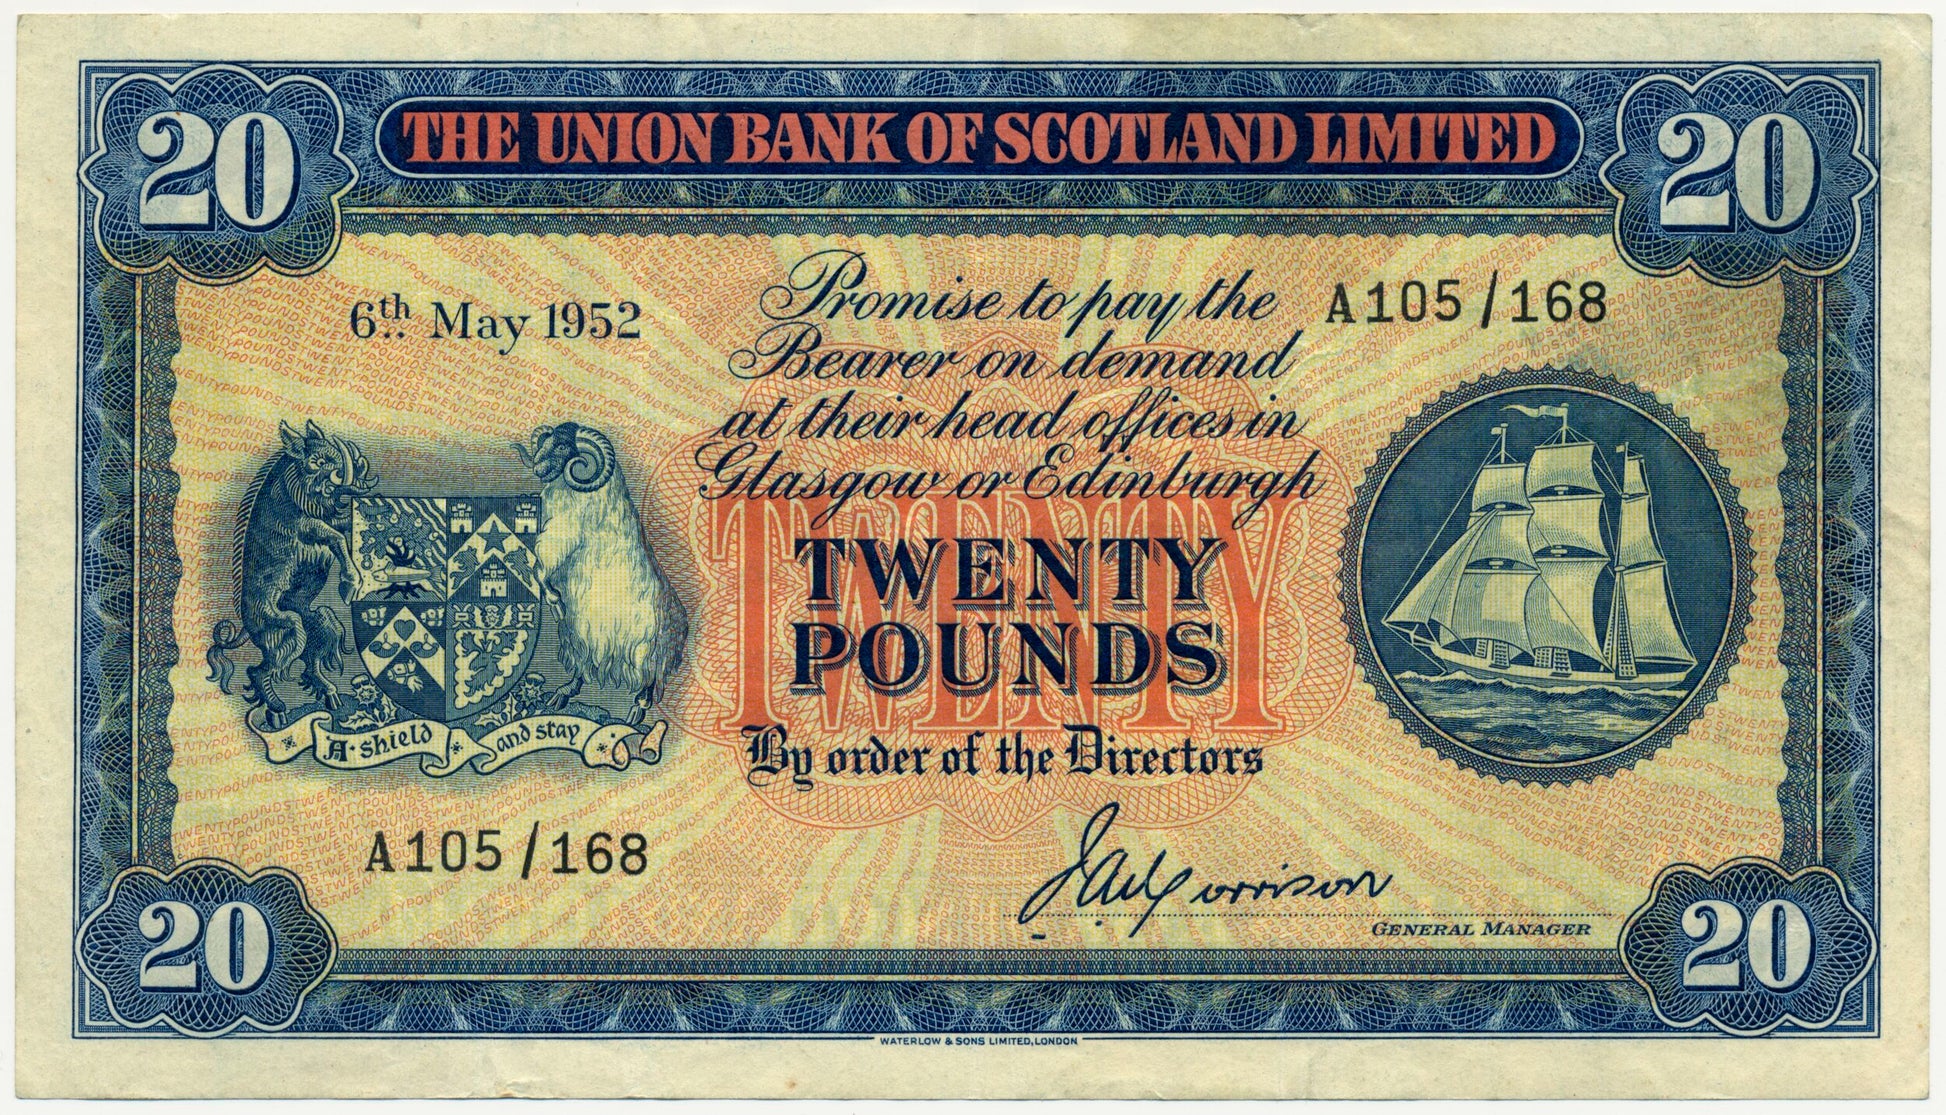 20 THE UNION BANK OF SCOTLAND LIMITED 20
6th May 1952
Promise to pay the
A105/168
Bearer on demand
at their head offices in
Glasgow or Edinburgh
TWENTY
TWENTY
POUNDS
By order of the Directors
A · shield and stay
A105/168
GENERAL MANAGER
20 20
WATERLOW & SONS LIMITED, LONDON